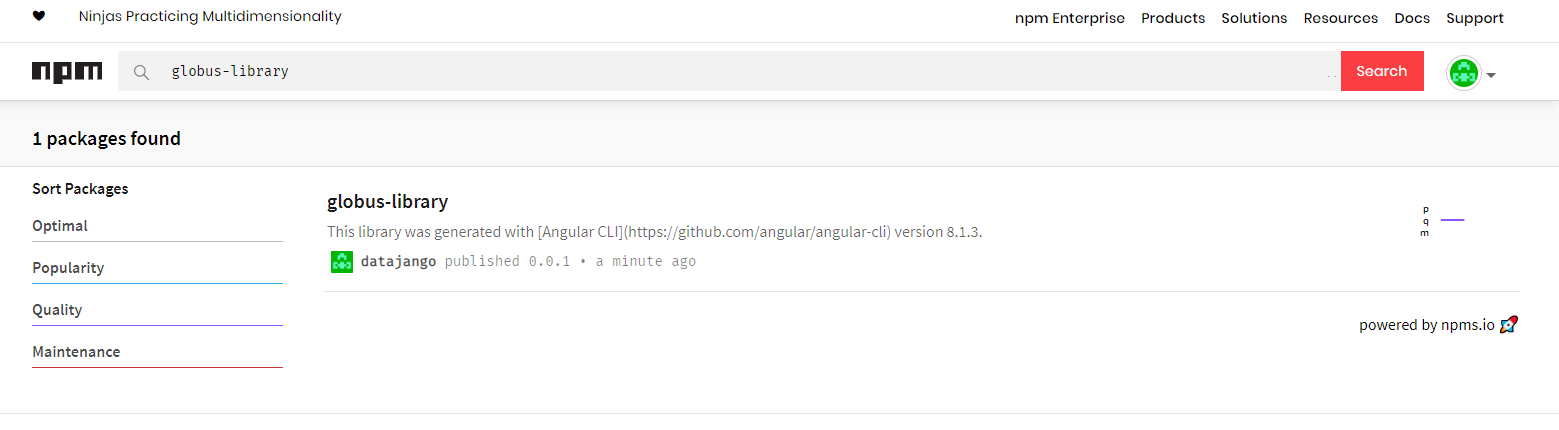 Ninjas Practicing Multidimensionality
npm Enterprise Products Solutions Resources Docs Support
npm globus-library Search
1 packages found
Sort Packages
Optimal
Popularity
Quality
Maintenance
globus-library
This library was generated with [Angular CLI](https://github.com/angular/angular-cli) version 8.1.3.
datajango published 0.0.1 • a minute ago
p
q
m
powered by npms.io